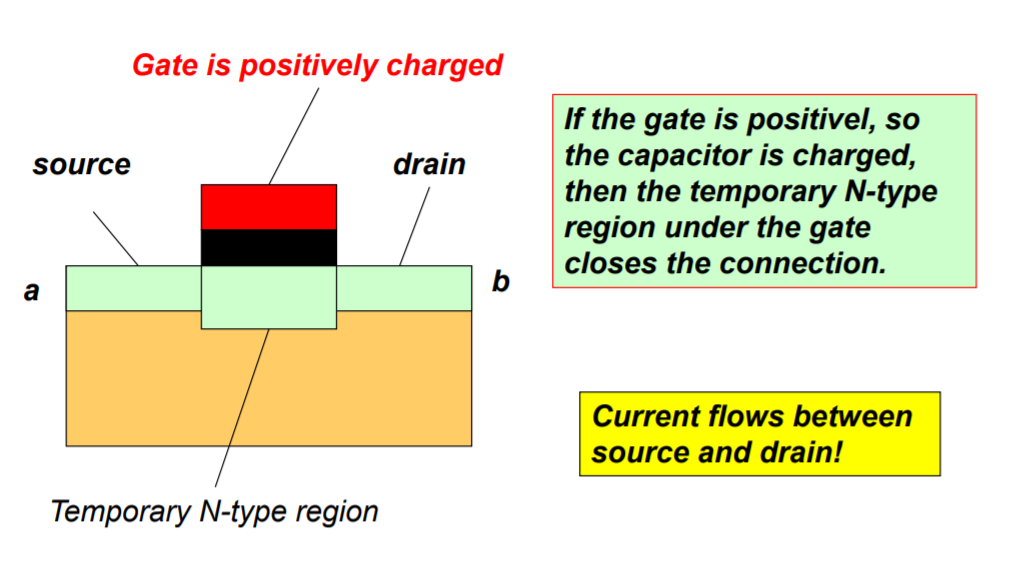 Gate is positively charged
source
drain
a
b
If the gate is positivel, so
the capacitor is charged,
then the temporary N-type
region under the gate
closes the connection.
Current flows between
source and drain!
Temporary N-type region